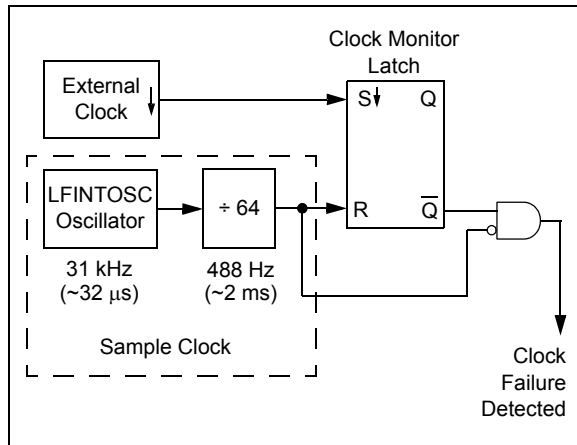 Clock Monitor
Latch
External
Clock
S
Q
LFINTOSC
Oscillator
÷ 64
R
Q̅
31 kHz
(~32 μs)
488 Hz
(~2 ms)
Sample Clock
Clock
Failure
Detected